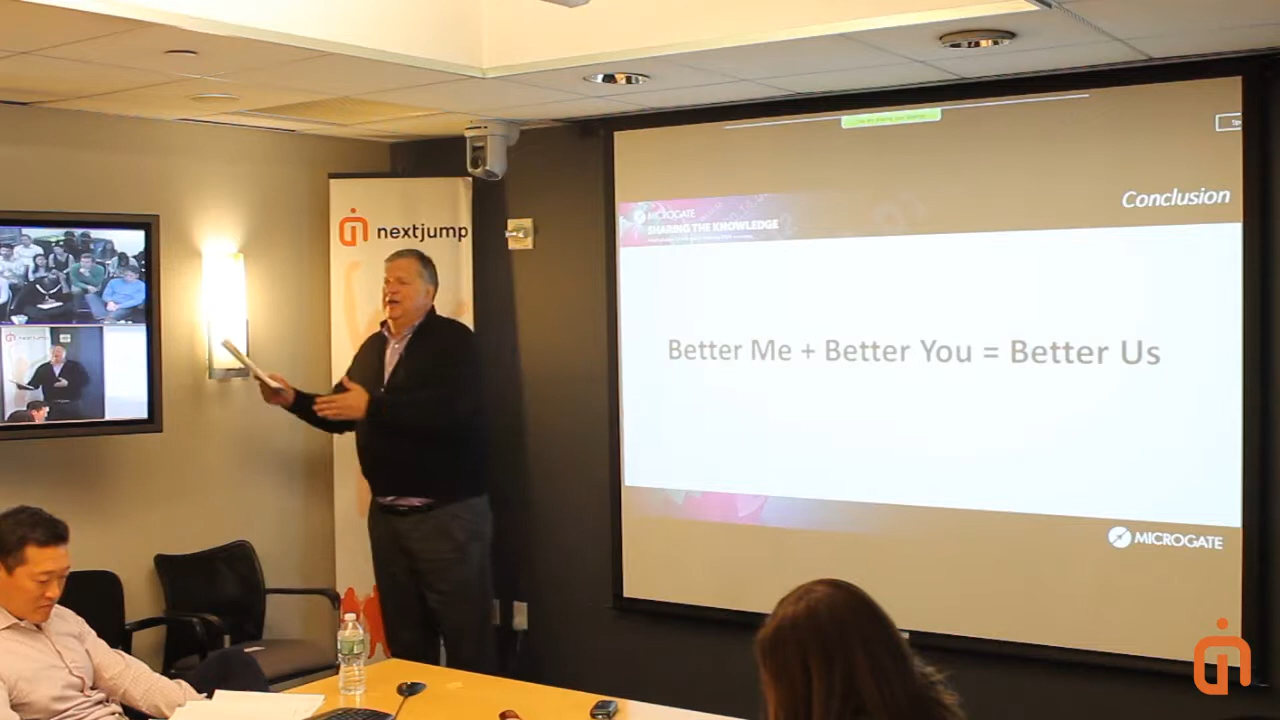 nextjump
Conclusion
MICROGATE
SHARING THE KNOWLEDGE
Better Me + Better You = Better Us
MICROGATE